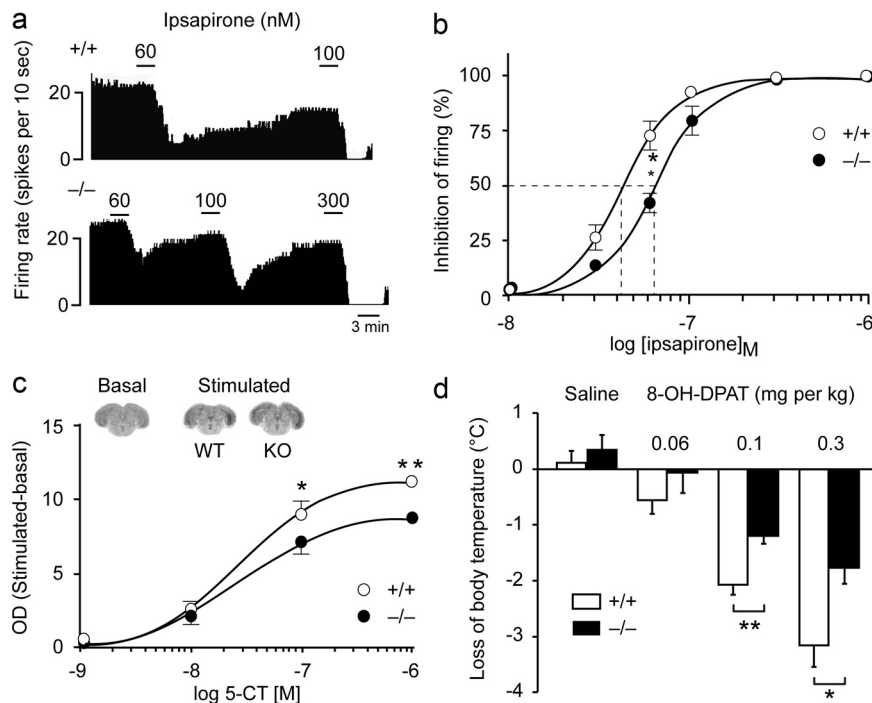 a
Ipsapirone (nM)
+/+
60
100
20
0
Firing rate (spikes per 10 sec)
–/–
60
100
300
20
0
3 min
b
Inhibition of firing (%)
100
75
50
25
0
*
*
+/+
–/–
-8
-7
-6
log [ipsapirone]M
c
Basal
Stimulated
WT
KO
OD (Stimulated-basal)
15
10
5
0
*
**
+/+
–/–
-9
-8
-7
-6
log 5-CT [M]
d
Saline
8-OH-DPAT (mg per kg)
0.06
0.1
0.3
Loss of body temperature (°C)
1
0
-1
-2
-3
-4
+/+
–/–
**
*